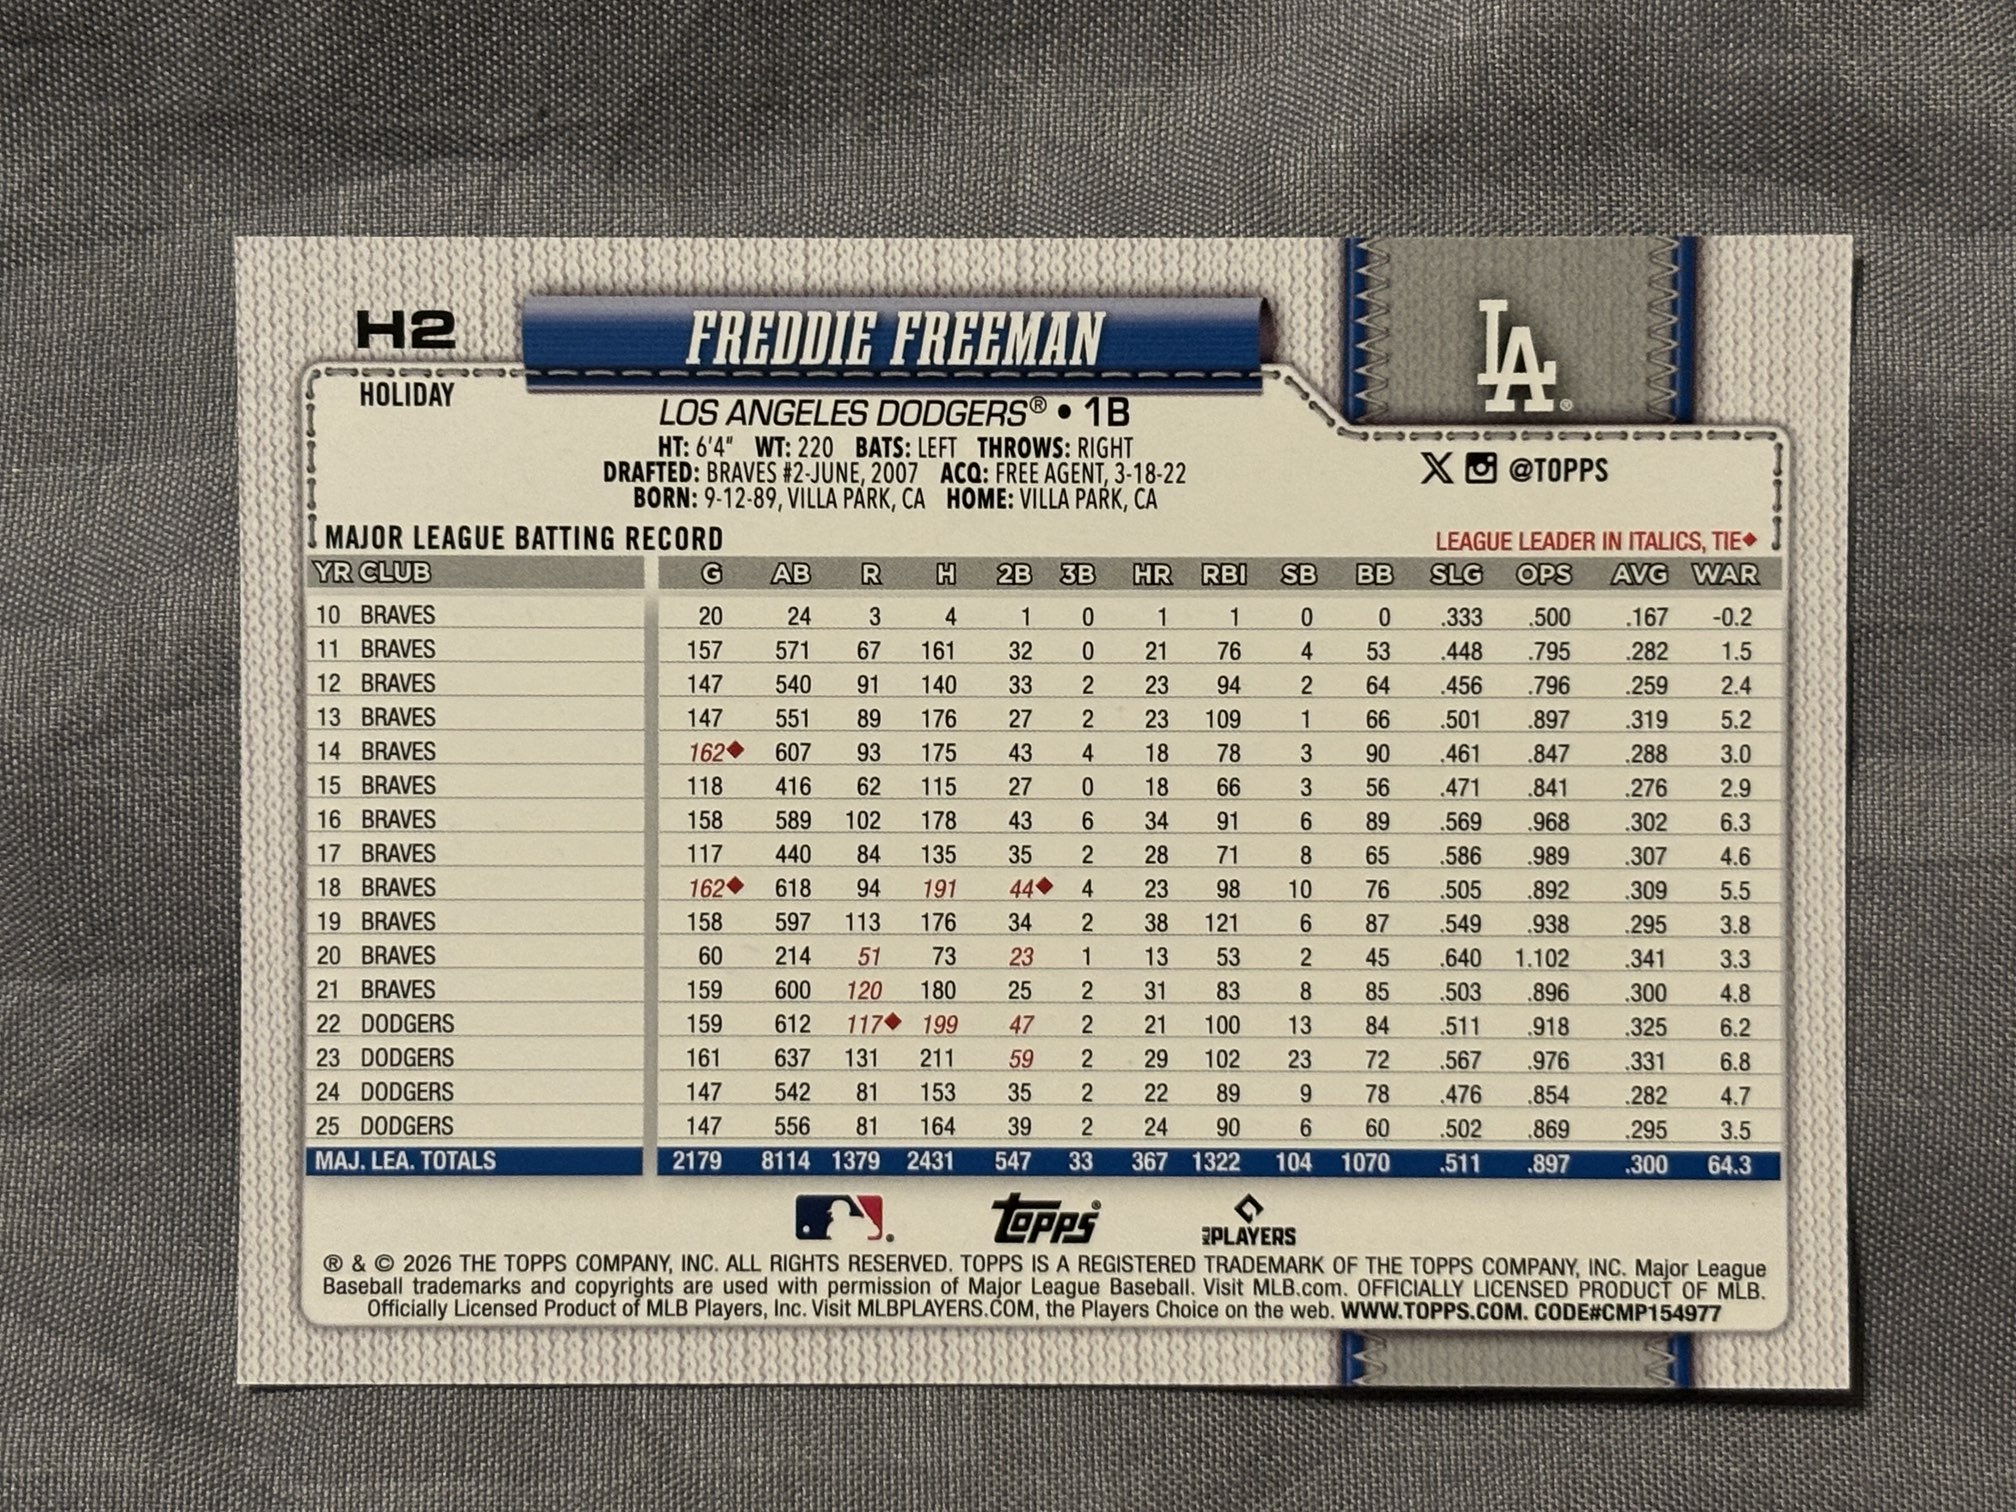 H2
FREDDIE FREEMAN
LA®
HOLIDAY
LOS ANGELES DODGERS® • 1B
HT: 6'4" WT: 220 BATS: LEFT THROWS: RIGHT
DRAFTED: BRAVES #2-JUNE, 2007 ACQ: FREE AGENT, 3-18-22
BORN: 9-12-89, VILLA PARK, CA HOME: VILLA PARK, CA
X @TOPPS
MAJOR LEAGUE BATTING RECORD
LEAGUE LEADER IN ITALICS, TIE◆
YR CLUB G AB R H 2B 3B HR RBI SB BB SLG OPS AVG WAR
10 BRAVES 20 24 3 4 1 0 1 1 0 0 .333 .500 .167 -0.2
11 BRAVES 157 571 67 161 32 0 21 76 4 53 .448 .795 .282 1.5
12 BRAVES 147 540 91 140 33 2 23 94 2 64 .456 .796 .259 2.4
13 BRAVES 147 551 89 176 27 2 23 109 1 66 .501 .897 .319 5.2
14 BRAVES 162◆ 607 93 175 43 4 18 78 3 90 .461 .847 .288 3.0
15 BRAVES 118 416 62 115 27 0 18 66 3 56 .471 .841 .276 2.9
16 BRAVES 158 589 102 178 43 6 34 91 6 89 .569 .968 .302 6.3
17 BRAVES 117 440 84 135 35 2 28 71 8 65 .586 .989 .307 4.6
18 BRAVES 162◆ 618 94 191 44◆ 4 23 98 10 76 .505 .892 .309 5.5
19 BRAVES 158 597 113 176 34 2 38 121 6 87 .549 .938 .295 3.8
20 BRAVES 60 214 51 73 23 1 13 53 2 45 .640 1.102 .341 3.3
21 BRAVES 159 600 120 180 25 2 31 83 8 85 .503 .896 .300 4.8
22 DODGERS 159 612 117◆ 199 47 2 21 100 13 84 .511 .918 .325 6.2
23 DODGERS 161 637 131 211 59 2 29 102 23 72 .567 .976 .331 6.8
24 DODGERS 147 542 81 153 35 2 22 89 9 78 .476 .854 .282 4.7
25 DODGERS 147 556 81 164 39 2 24 90 6 60 .502 .869 .295 3.5
MAJ. LEA. TOTALS 2179 8114 1379 2431 547 33 367 1322 104 1070 .511 .897 .300 64.3
topps® MLB PLAYERS
® & © 2026 THE TOPPS COMPANY, INC. ALL RIGHTS RESERVED. TOPPS IS A REGISTERED TRADEMARK OF THE TOPPS COMPANY, INC. Major League
Baseball trademarks and copyrights are used with permission of Major League Baseball. Visit MLB.com. OFFICIALLY LICENSED PRODUCT OF MLB.
Officially Licensed Product of MLB Players, Inc. Visit MLBPLAYERS.COM, the Players Choice on the web. WWW.TOPPS.COM. CODE#CMP154977